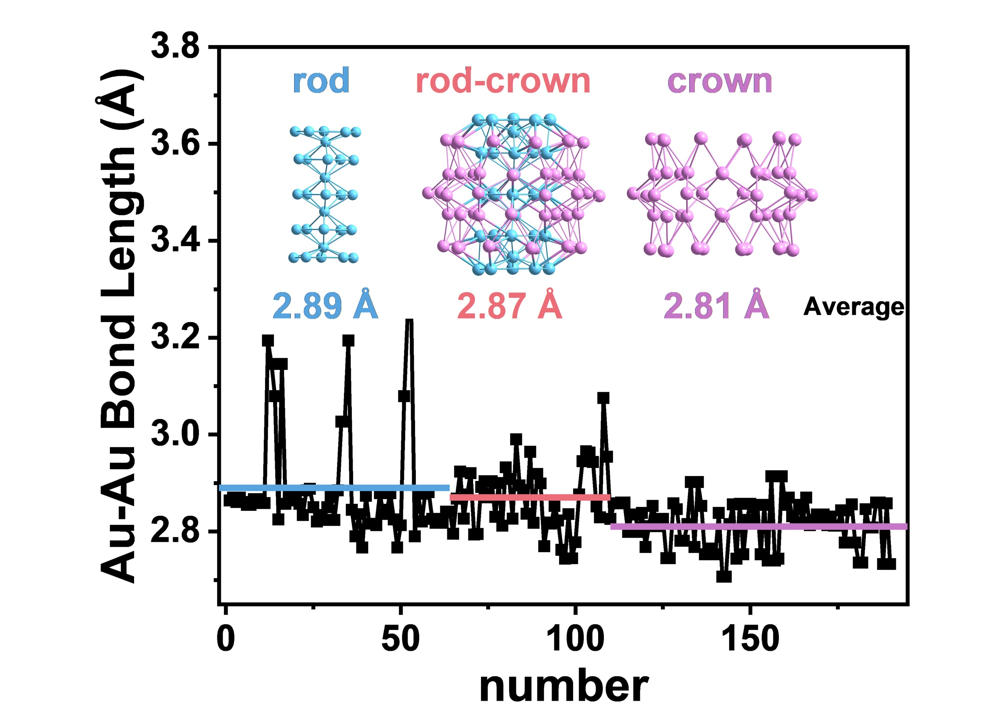 Au-Au Bond Length (Å)
3.8
3.6
3.4
3.2
3.0
2.8
rod rod-crown crown
2.89 Å 2.87 Å 2.81 Å Average
0 50 100 150
number